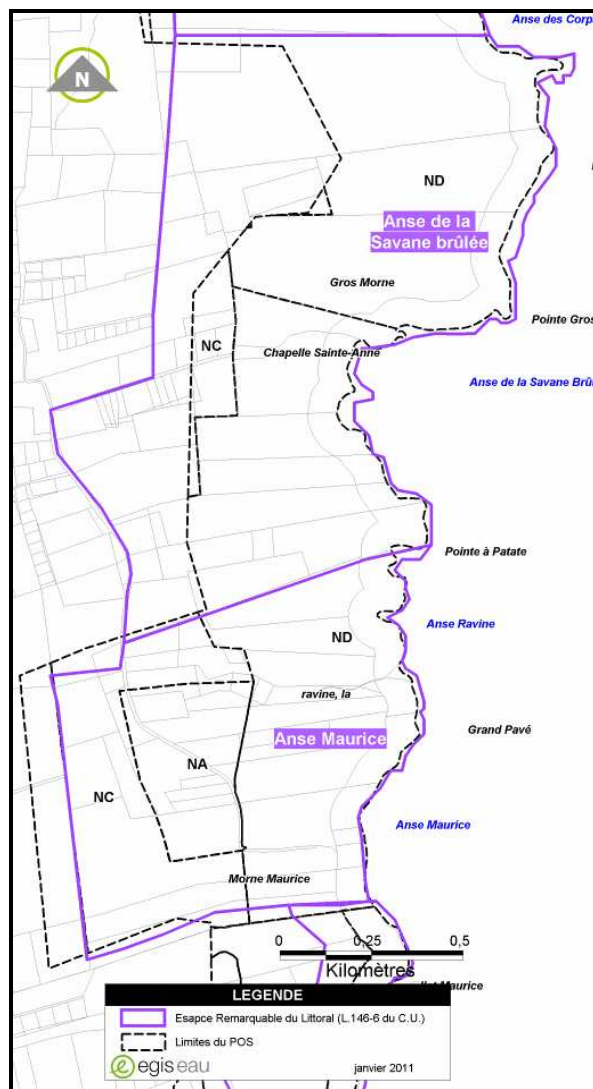 Anse des Corps
N
ND
Anse de la
Savane brûlée
Gros Morne
Pointe Gros
NC
Chapelle Sainte-Anne
Anse de la Savane Brûl
Pointe à Patate
ND
Anse Ravine
ravine, la
Grand Pavé
Anse Maurice
NA
NC
Anse Maurice
Morne Maurice
0 0,25 0,5
Kilomètres
Maurice
LEGENDE
Esapce Remarquable du Littoral (L.146-6 du C.U.)
Limites du POS
egis eau
janvier 2011